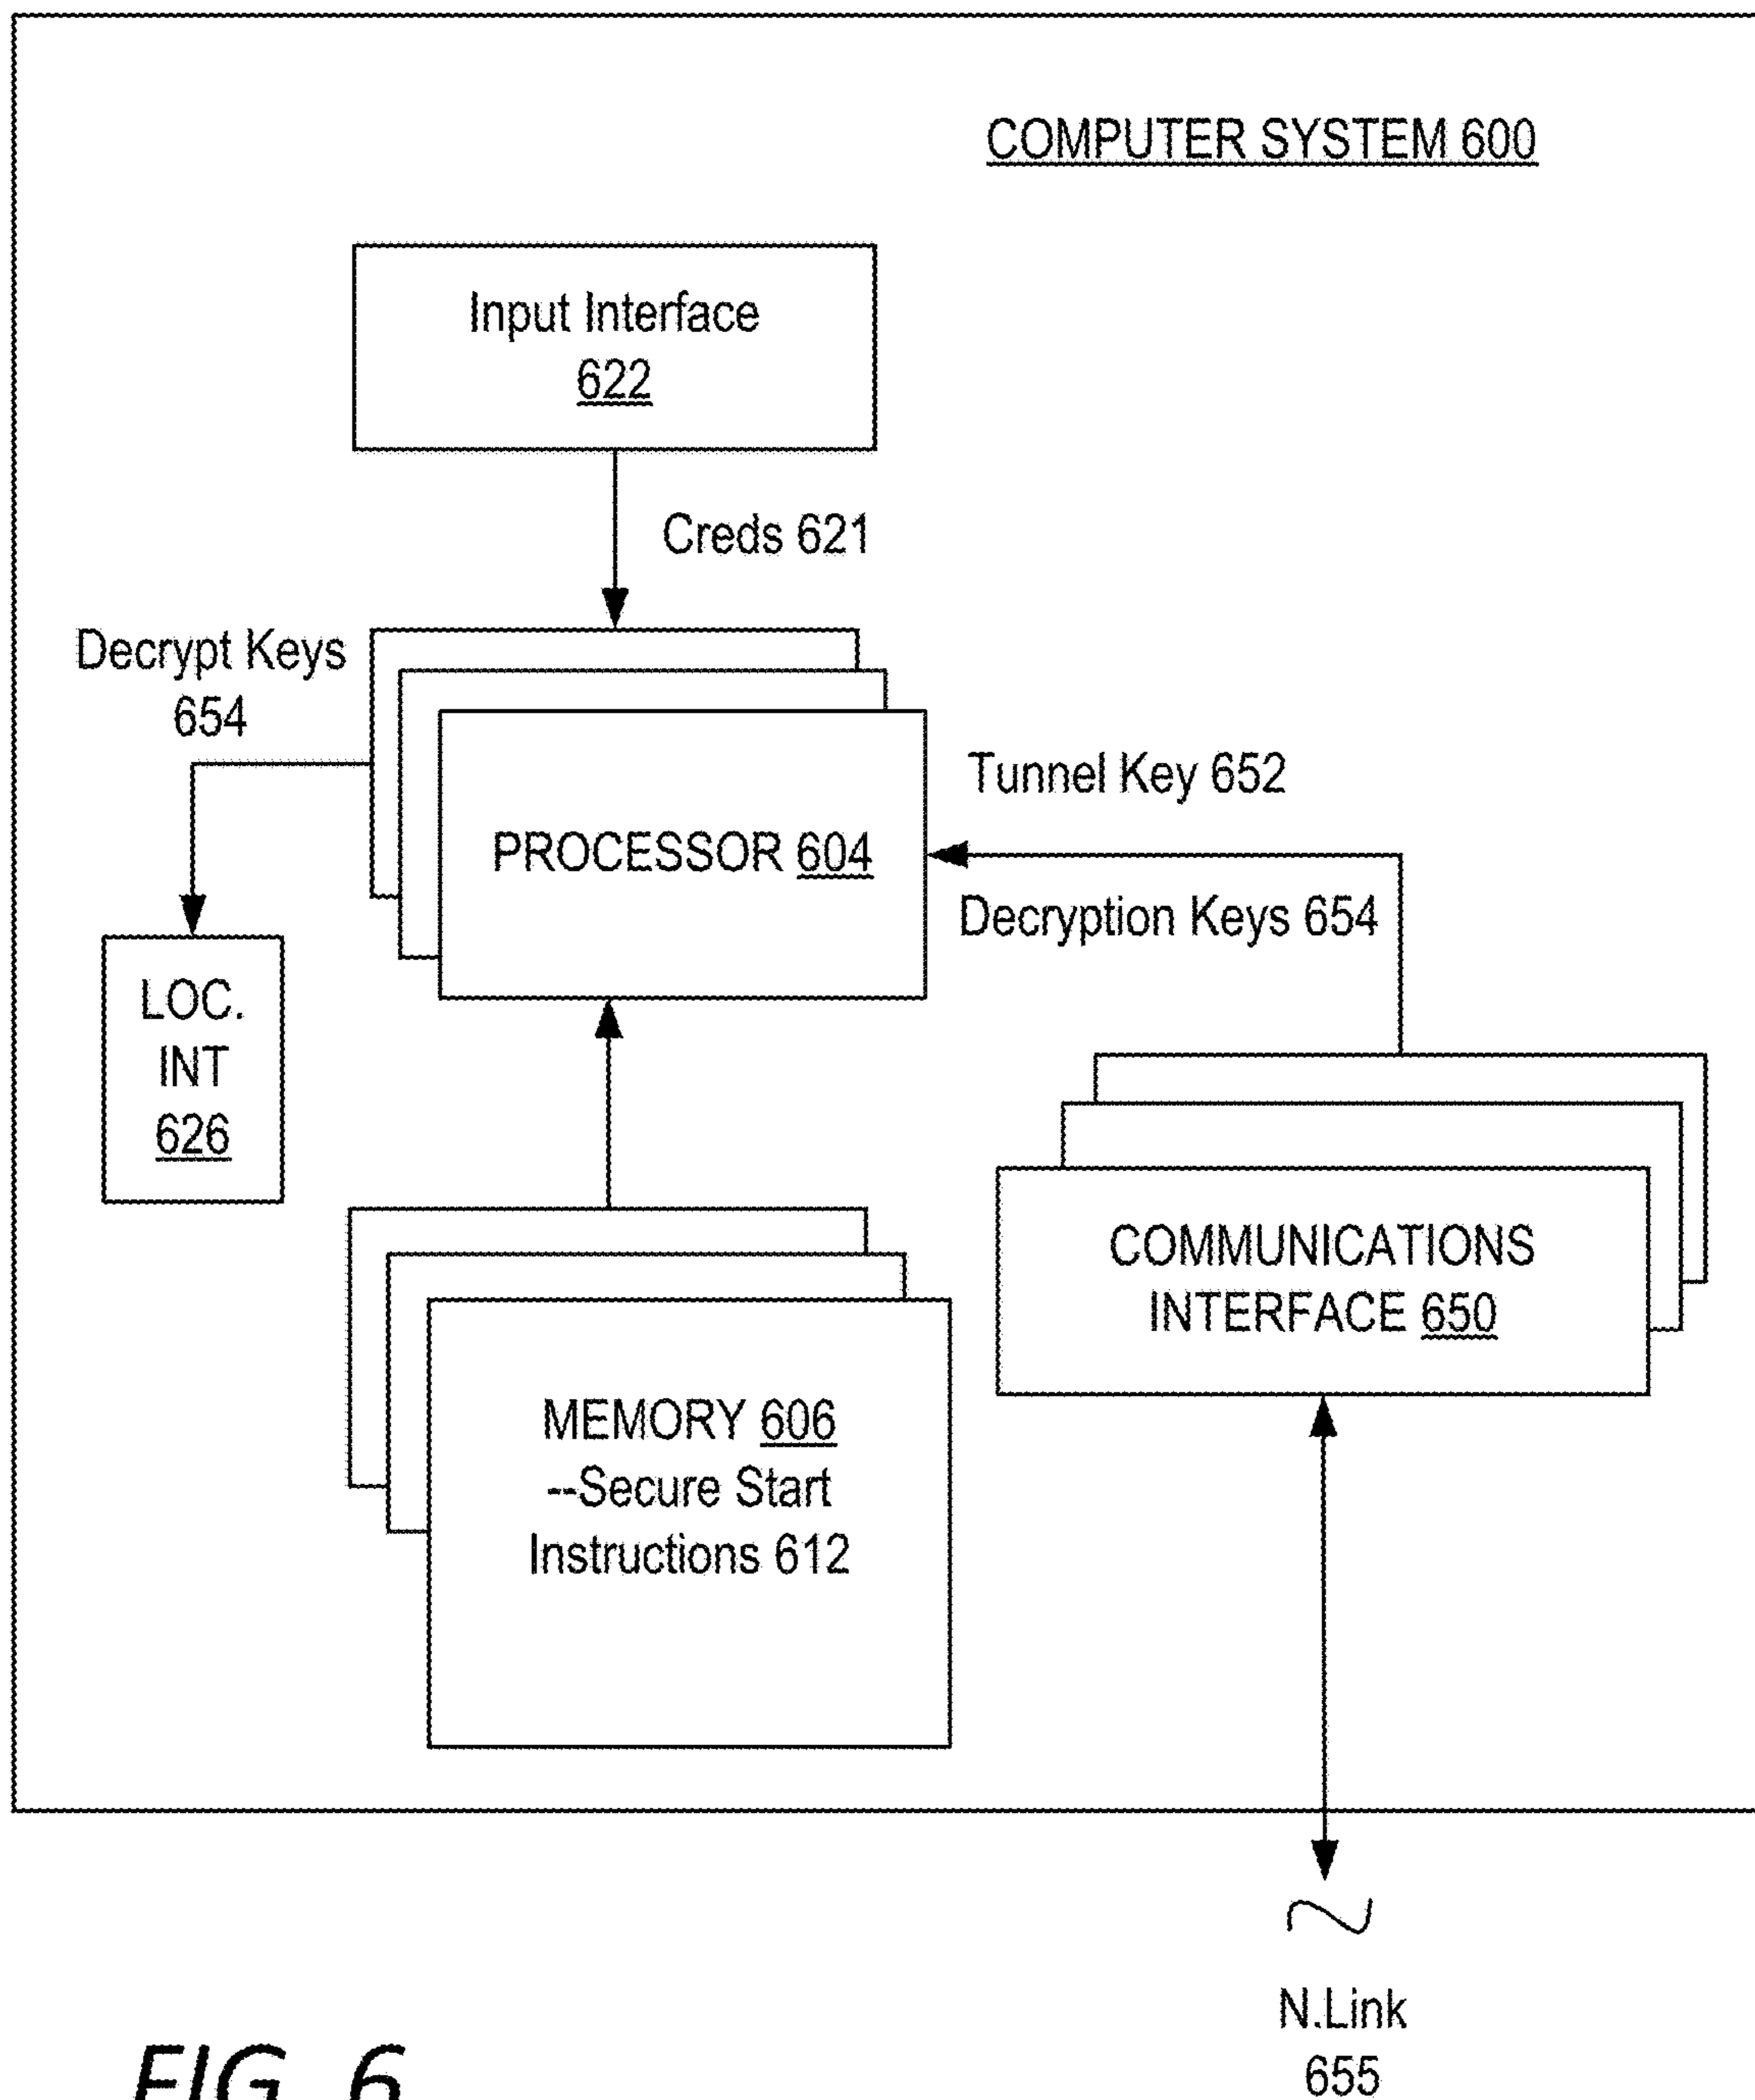 COMPUTER SYSTEM 600
Input Interface
622
Creds 621
Decrypt Keys
654
Tunnel Key 652
PROCESSOR 604
Decryption Keys 654
LOC.
INT
626
COMMUNICATIONS
INTERFACE 650
MEMORY 606
--Secure Start
Instructions 612
N.Link
655
FIG. 6